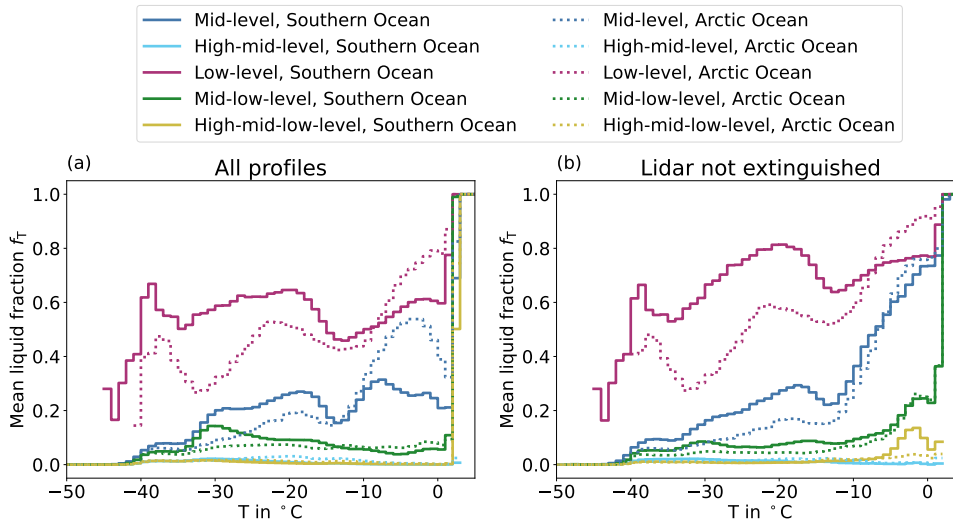 Mid-level, Southern Ocean
High-mid-level, Southern Ocean
Low-level, Southern Ocean
Mid-low-level, Southern Ocean
High-mid-low-level, Southern Ocean
Mid-level, Arctic Ocean
High-mid-level, Arctic Ocean
Low-level, Arctic Ocean
Mid-low-level, Arctic Ocean
High-mid-low-level, Arctic Ocean
(a)
All profiles
Mean liquid fraction f_T
1.0
0.8
0.6
0.4
0.2
0.0
−50 −40 −30 −20 −10 0
T in °C
(b)
Lidar not extinguished
Mean liquid fraction f_T
1.0
0.8
0.6
0.4
0.2
0.0
−50 −40 −30 −20 −10 0
T in °C